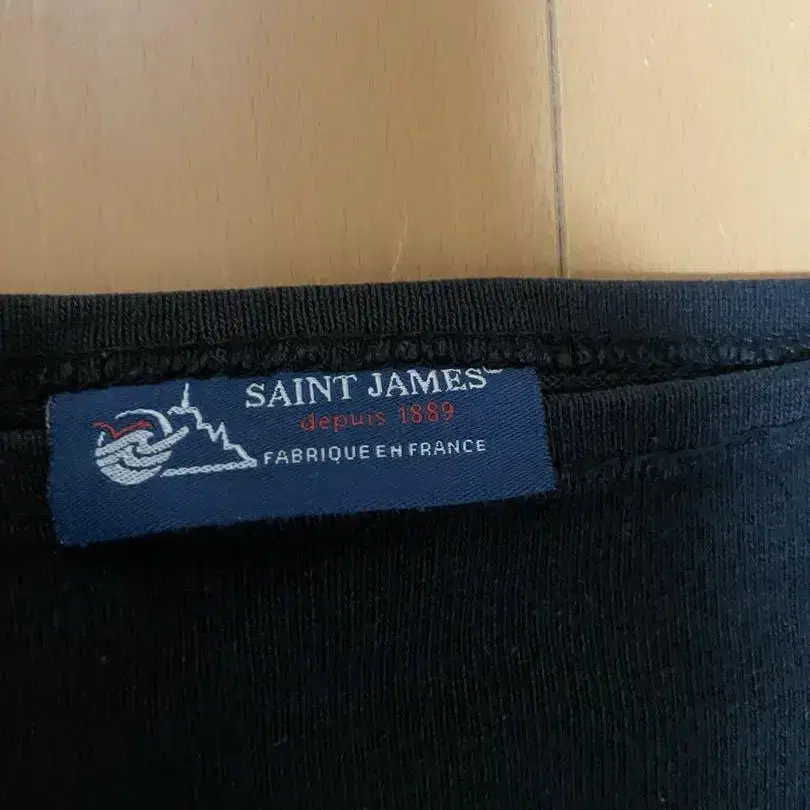 SAINT JAMES
depuis 1889
FABRIQUE EN FRANCE